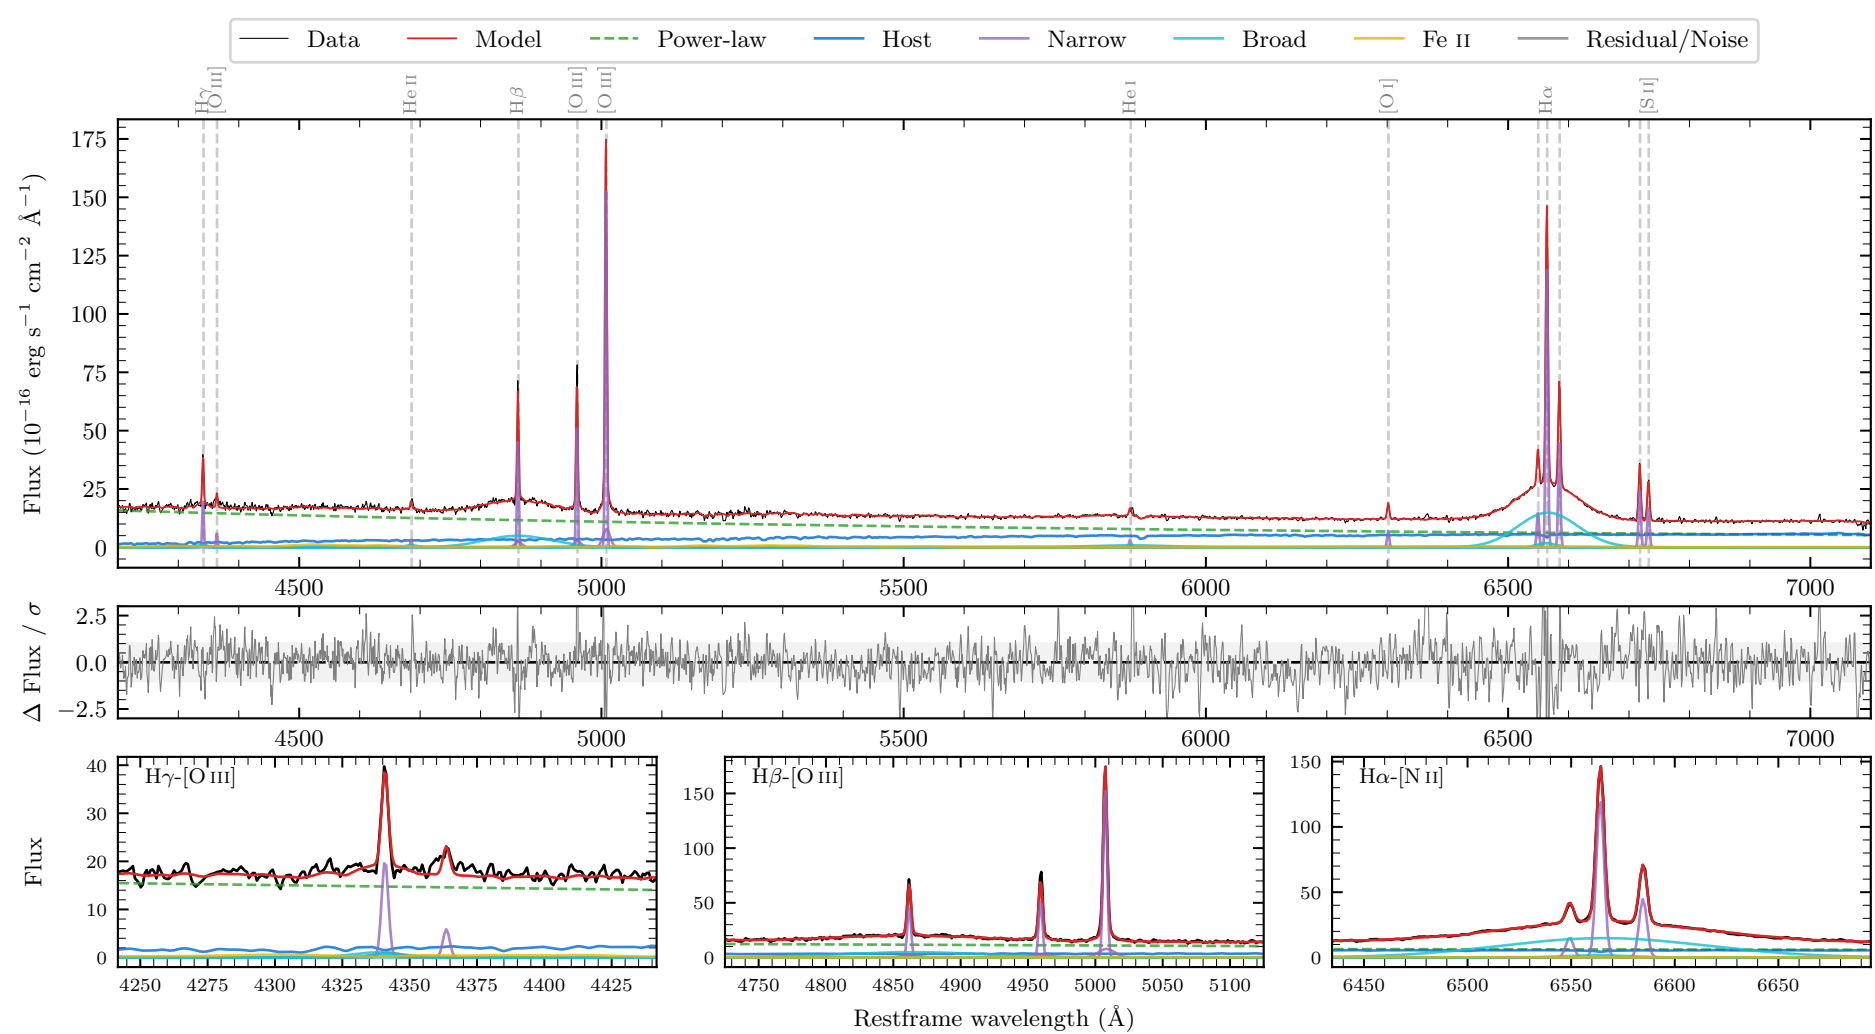 Data Model Power-law Host Narrow Broad Fe II Residual/Noise
Hγ [O III] He II Hβ [O III] [O III] He I [O I] Hα [S II]
Flux (10⁻¹⁶ erg s⁻¹ cm⁻² Å⁻¹)
175
150
125
100
75
50
25
0
4500 5000 5500 6000 6500 7000
Δ Flux / σ
2.5
0.0
−2.5
4500 5000 5500 6000 6500 7000
Flux
Hγ-[O III]
40
30
20
10
0
4250 4275 4300 4325 4350 4375 4400 4425
Hβ-[O III]
150
100
50
0
4750 4800 4850 4900 4950 5000 5050 5100
Hα-[N II]
150
100
50
0
6450 6500 6550 6600 6650
Restframe wavelength (Å)